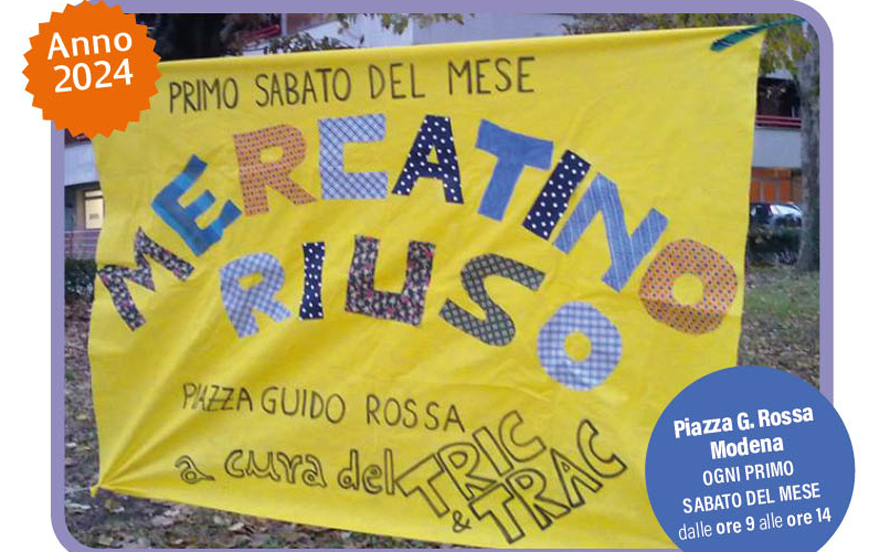 Anno
2024
PRIMO SABATO DEL MESE
MERCATINO
RIUSO
PIAZZA GUIDO ROSSA
a cura del TRIC
& TRAC
Piazza G. Rossa
Modena
OGNI PRIMO
SABATO DEL MESE
dalle ore 9 alle ore 14